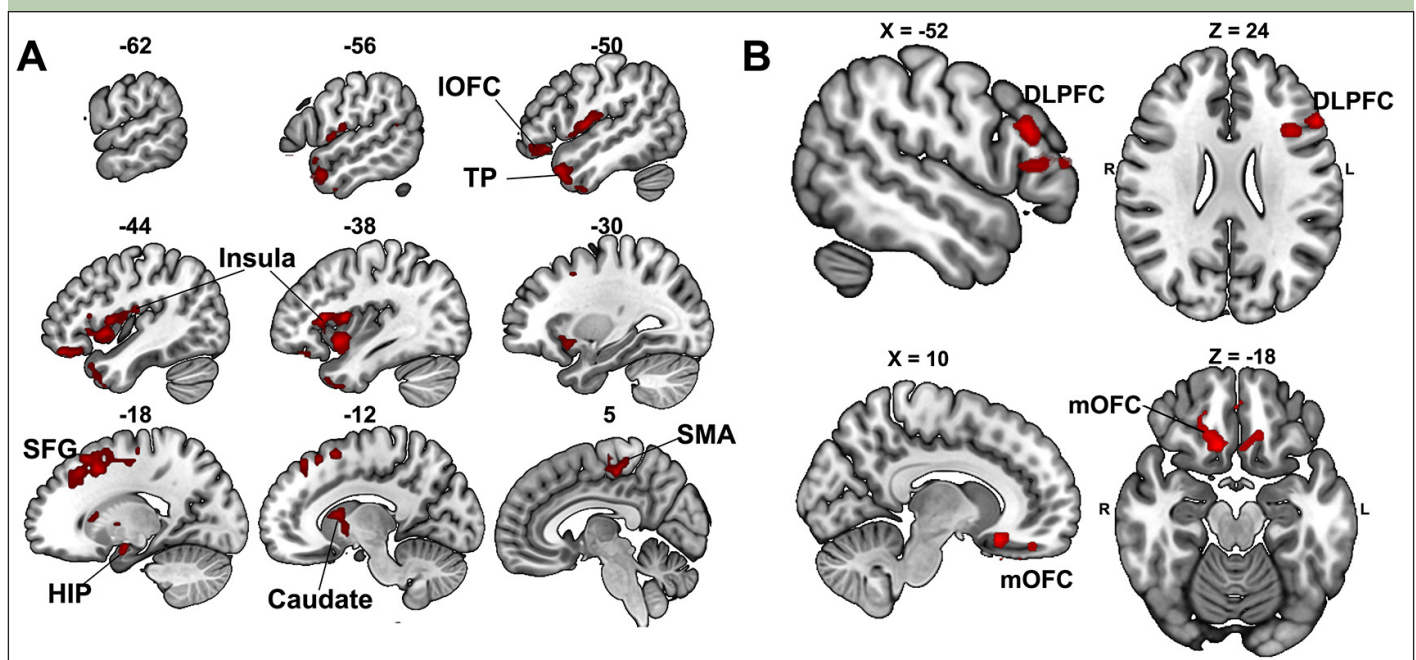 A
-62
-56
-50
lOFC
TP
-44
-38
-30
Insula
-18
-12
5
SFG
SMA
HIP
Caudate
B
X = -52
Z = 24
DLPFC
DLPFC
R
L
X = 10
Z = -18
mOFC
R
L
mOFC